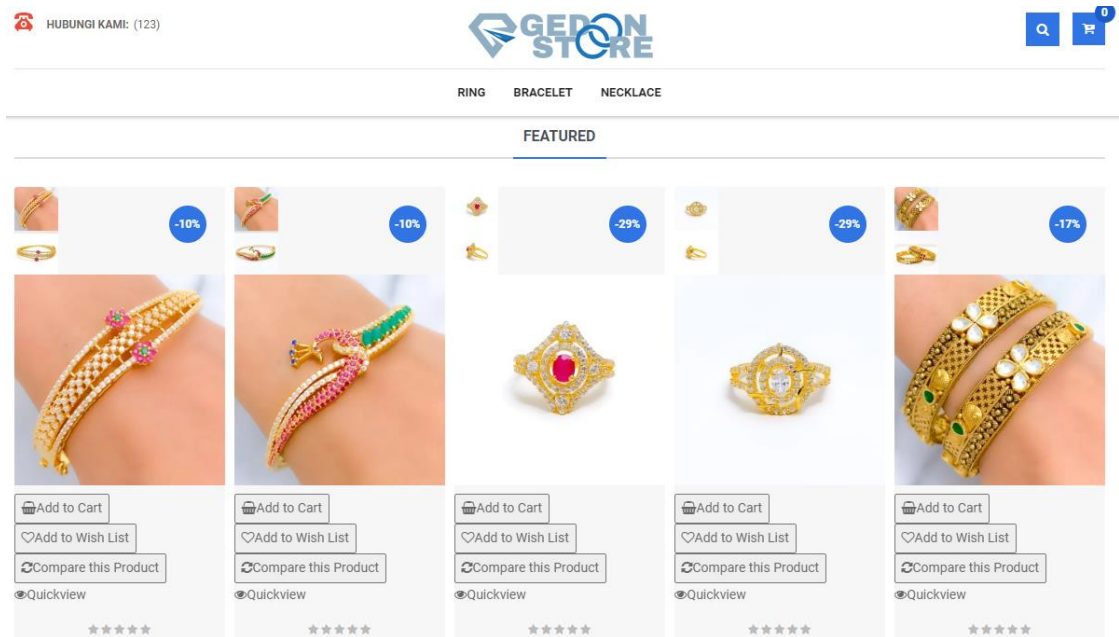 HUBUNGI KAMI: (123)
GEDON
STORE
0
RING BRACELET NECKLACE
FEATURED
-10% -10% -29% -29% -17%
Add to Cart Add to Cart Add to Cart Add to Cart Add to Cart
Add to Wish List Add to Wish List Add to Wish List Add to Wish List Add to Wish List
Compare this Product Compare this Product Compare this Product Compare this Product Compare this Product
Quickview Quickview Quickview Quickview Quickview